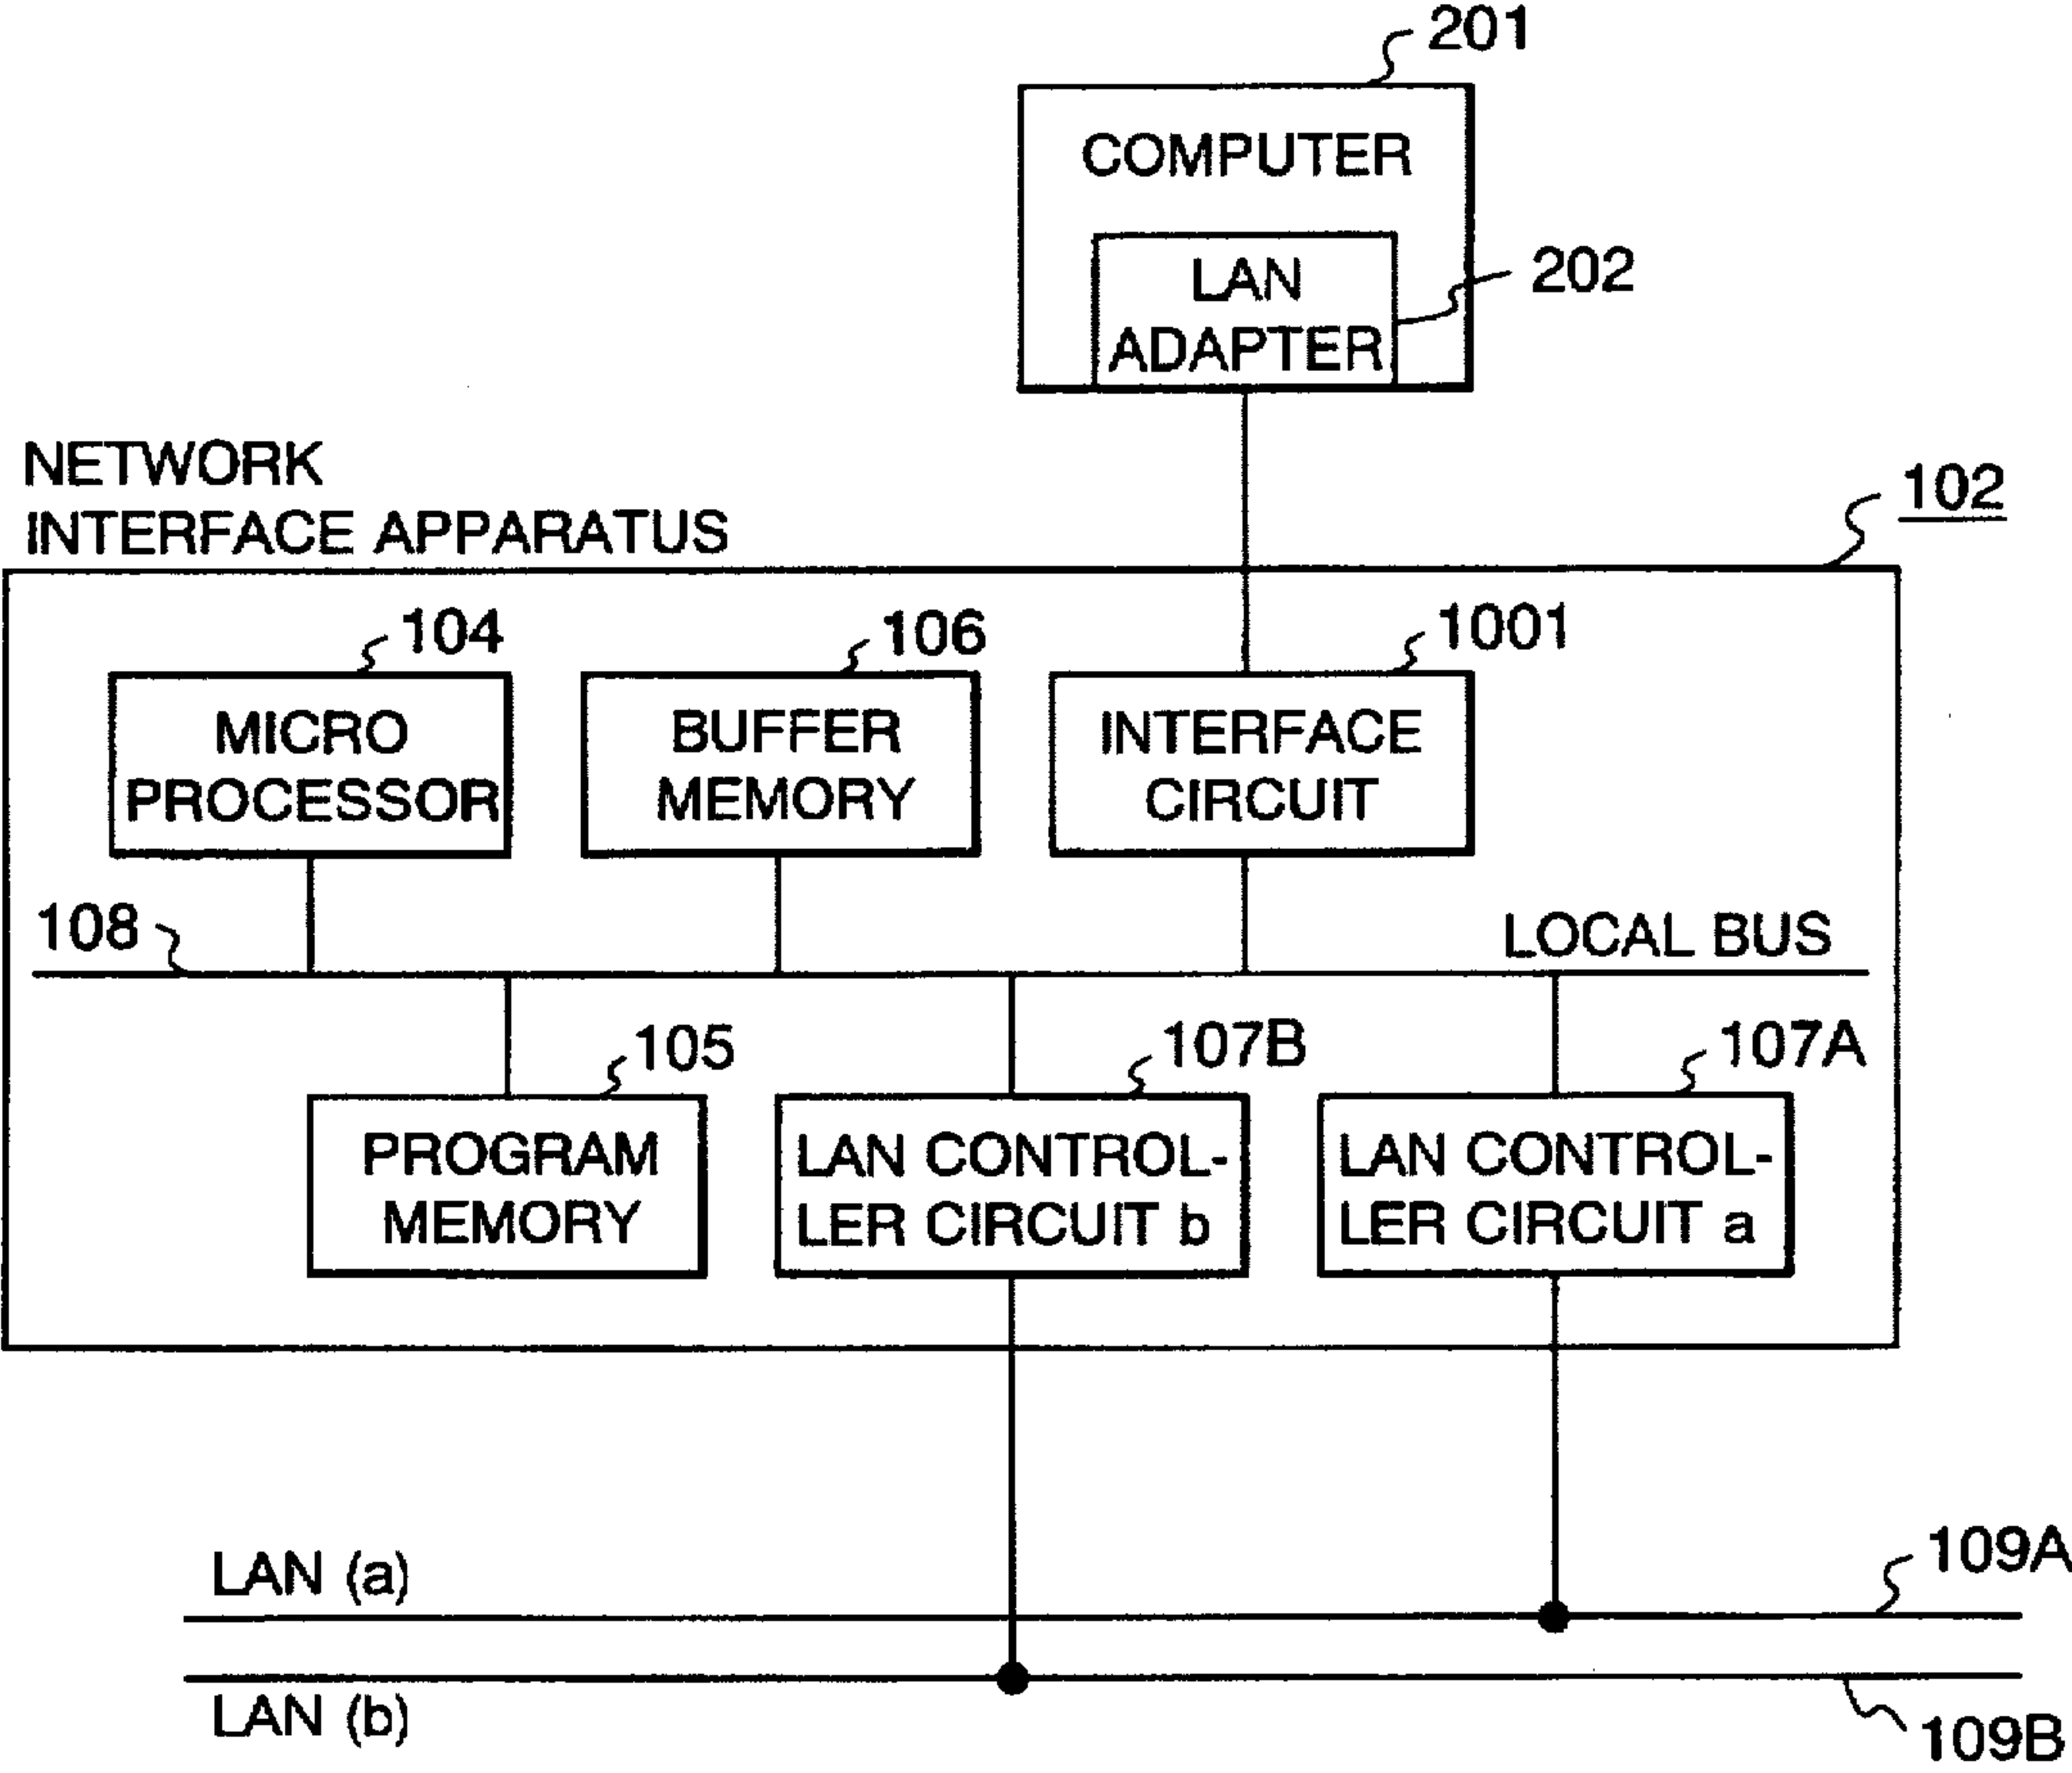 201
COMPUTER
LAN
ADAPTER
202
NETWORK
INTERFACE APPARATUS
102
104
MICRO
PROCESSOR
106
BUFFER
MEMORY
1001
INTERFACE
CIRCUIT
108
LOCAL BUS
105
PROGRAM
MEMORY
107B
LAN CONTROL-
LER CIRCUIT b
107A
LAN CONTROL-
LER CIRCUIT a
LAN (a)
109A
LAN (b)
109B